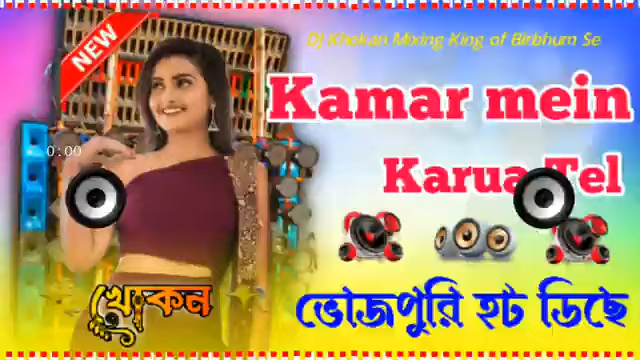 NEW
DJ Khokan Mixing King of Birbhum Se
Kamar mein
Karua Tel
0:00
খোকন
ভোজপুরি হট ডিছে